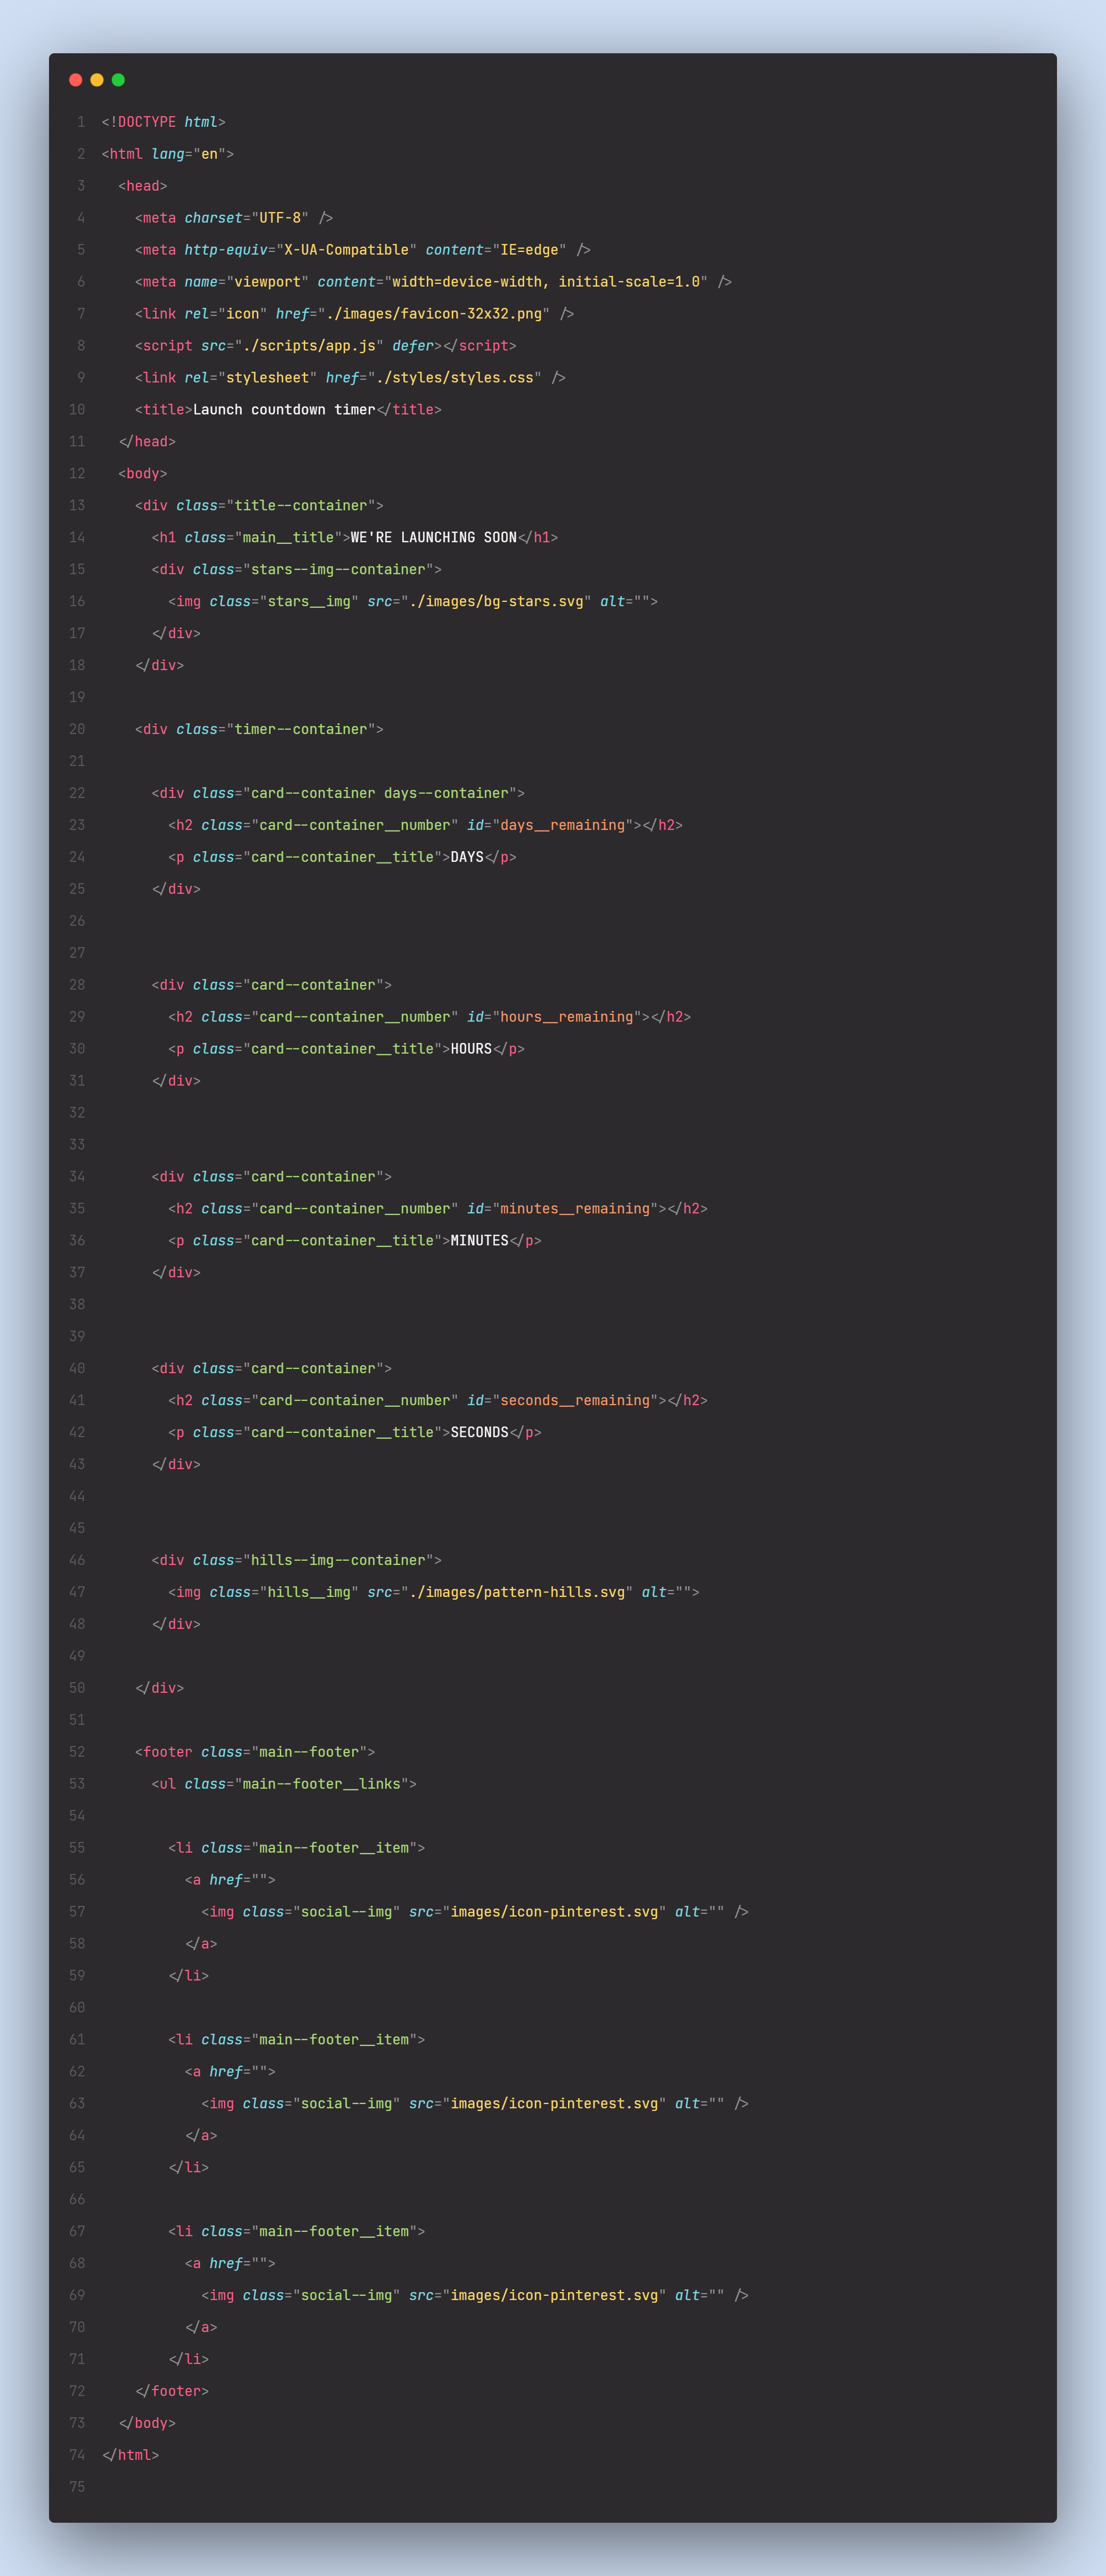 1 <!DOCTYPE html>
2 <html lang="en">
3   <head>
4     <meta charset="UTF-8" />
5     <meta http-equiv="X-UA-Compatible" content="IE=edge" />
6     <meta name="viewport" content="width=device-width, initial-scale=1.0" />
7     <link rel="icon" href="./images/favicon-32x32.png" />
8     <script src="./scripts/app.js" defer></script>
9     <link rel="stylesheet" href="./styles/styles.css" />
10     <title>Launch countdown timer</title>
11   </head>
12   <body>
13     <div class="title--container">
14       <h1 class="main__title">WE'RE LAUNCHING SOON</h1>
15       <div class="stars--img--container">
16         <img class="stars__img" src="./images/bg-stars.svg" alt="">
17       </div>
18     </div>
19
20     <div class="timer--container">
21
22       <div class="card--container days--container">
23         <h2 class="card--container__number" id="days__remaining"></h2>
24         <p class="card--container__title">DAYS</p>
25       </div>
26
27
28       <div class="card--container">
29         <h2 class="card--container__number" id="hours__remaining"></h2>
30         <p class="card--container__title">HOURS</p>
31       </div>
32
33
34       <div class="card--container">
35         <h2 class="card--container__number" id="minutes__remaining"></h2>
36         <p class="card--container__title">MINUTES</p>
37       </div>
38
39
40       <div class="card--container">
41         <h2 class="card--container__number" id="seconds__remaining"></h2>
42         <p class="card--container__title">SECONDS</p>
43       </div>
44
45
46       <div class="hills--img--container">
47         <img class="hills__img" src="./images/pattern-hills.svg" alt="">
48       </div>
49
50     </div>
51
52     <footer class="main--footer">
53       <ul class="main--footer__links">
54
55         <li class="main--footer__item">
56           <a href="">
57             <img class="social--img" src="images/icon-pinterest.svg" alt="" />
58           </a>
59         </li>
60
61         <li class="main--footer__item">
62           <a href="">
63             <img class="social--img" src="images/icon-pinterest.svg" alt="" />
64           </a>
65         </li>
66
67         <li class="main--footer__item">
68           <a href="">
69             <img class="social--img" src="images/icon-pinterest.svg" alt="" />
70           </a>
71         </li>
72     </footer>
73   </body>
74 </html>
75